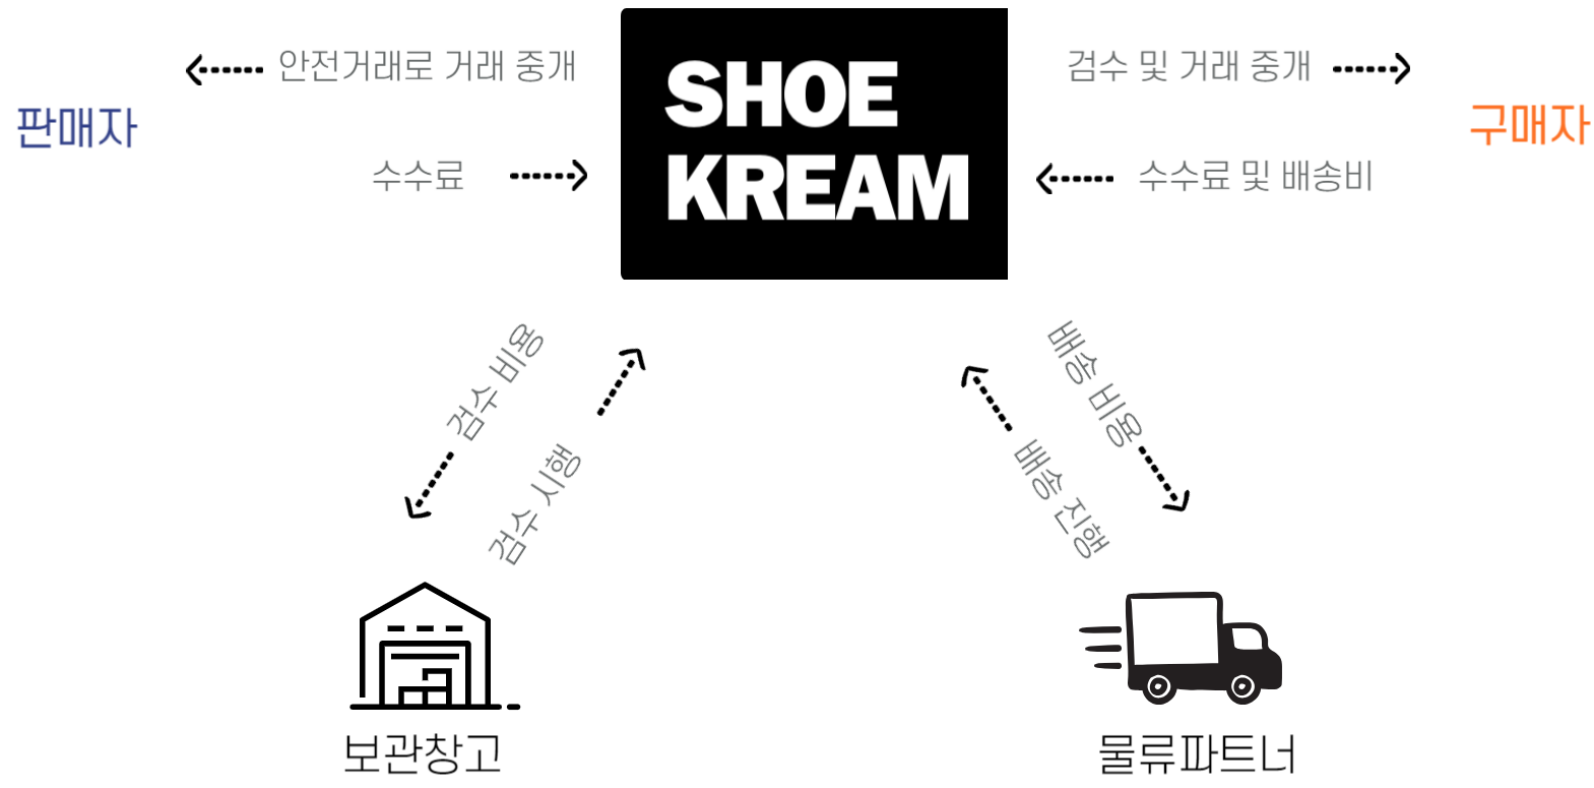 안전거래로 거래 중개
SHOE
KREAM
검수 및 거래 중개
판매자
구매자
수수료
수수료 및 배송비
검수 비용
검수 시행
배송 비용
배송 진행
보관창고
물류파트너